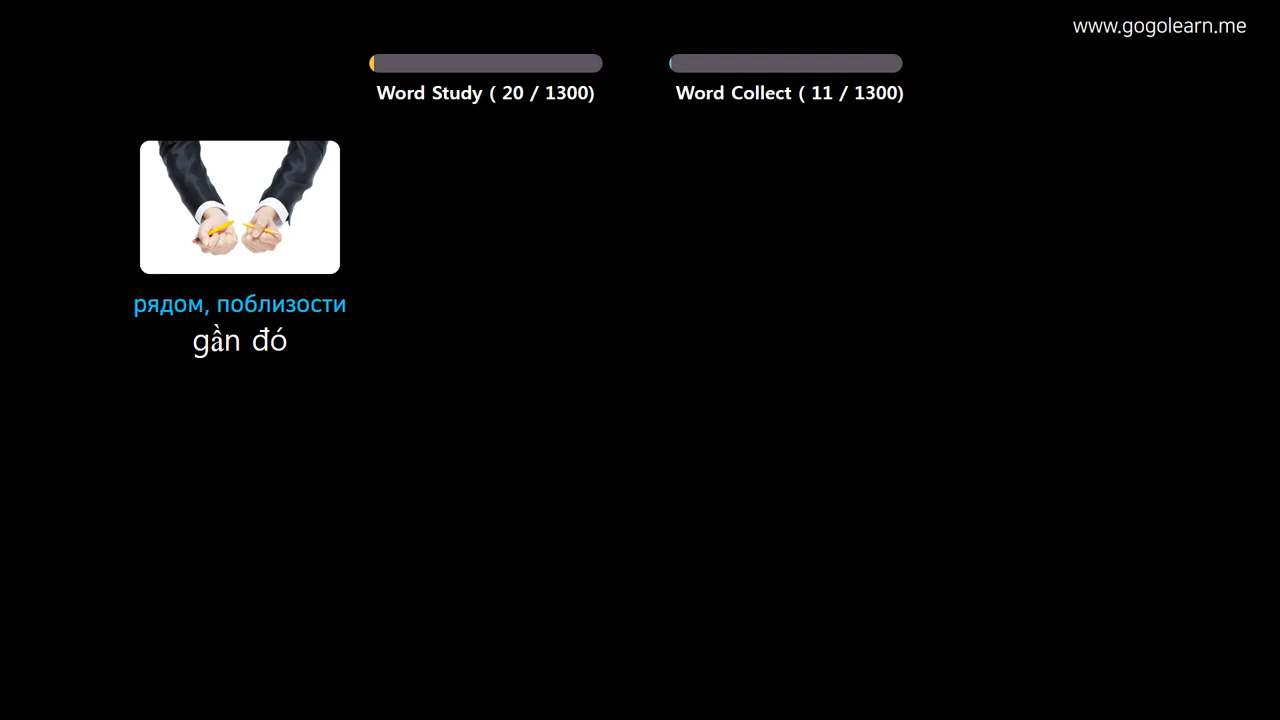 www.gogolearn.me
Word Study ( 20 / 1300)
Word Collect ( 11 / 1300)
рядом, поблизости
gần đó